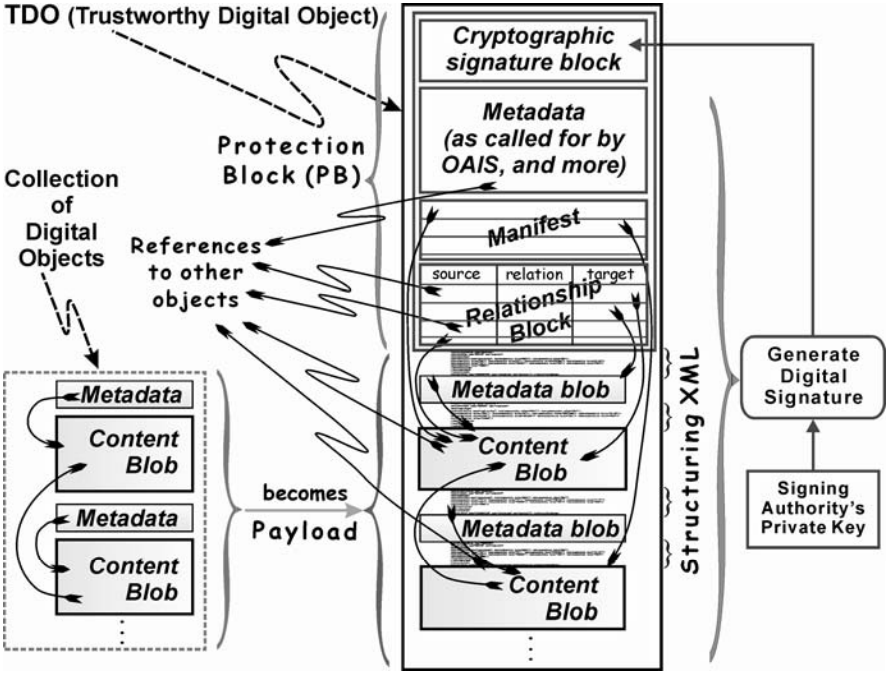 TDO (Trustworthy Digital Object)
Cryptographic
signature block
Metadata
(as called for by
OAIS, and more)
Protection
Block (PB)
Collection
of
Digital
Objects
References
to other
objects
Manifest
source relation target
Relationship
Block
Metadata
Content
Blob
Metadata
Content
Blob
becomes
Payload
Metadata blob
Content
Blob
Metadata blob
Content
Blob
Structuring XML
Generate
Digital
Signature
Signing
Authority's
Private Key